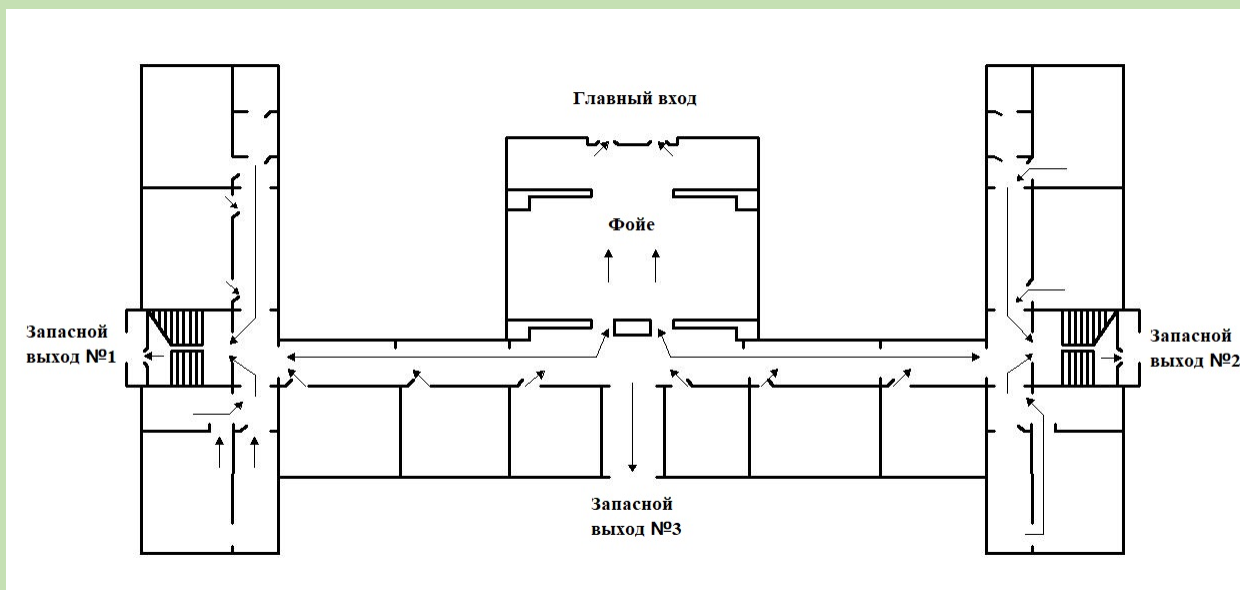 Главный вход
Фойе
Запасной
выход №1
Запасной
выход №2
Запасной
выход №3